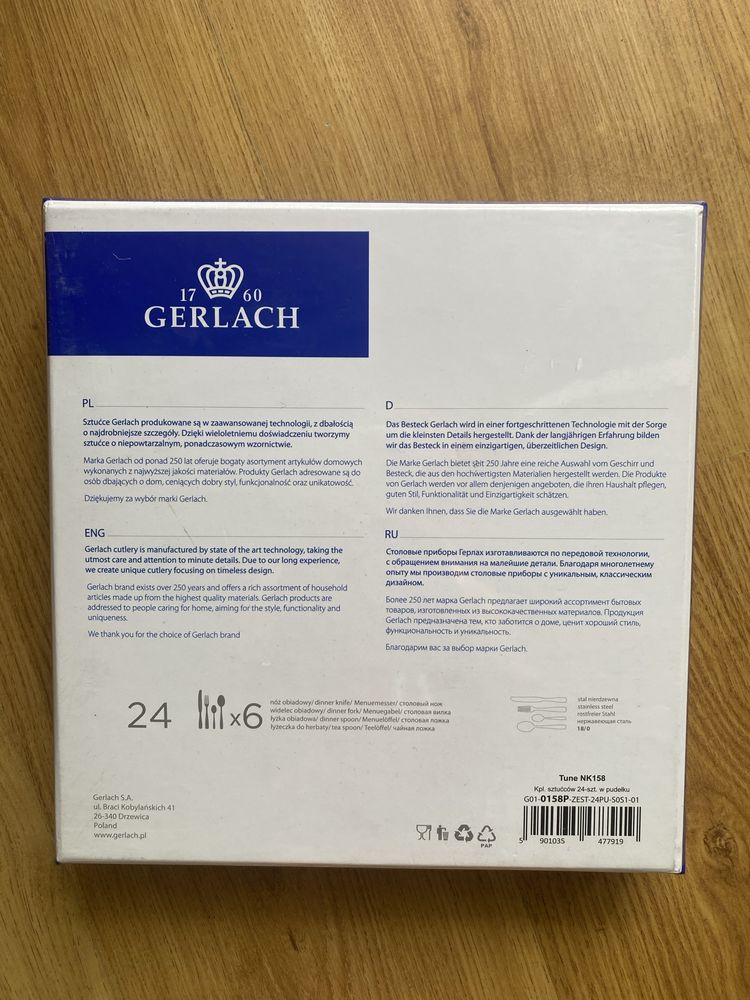 17 60
GERLACH
PL
Sztućce Gerlach produkowane są w zaawansowanej technologii, z dbałością
o najdrobniejsze szczegóły. Dzięki wieloletniemu doświadczeniu tworzymy
sztućce o niepowtarzalnym, ponadczasowym wzornictwie.
Marka Gerlach od ponad 250 lat oferuje bogaty asortyment artykułów domowych
wykonanych z najwyższej jakości materiałów. Produkty Gerlach adresowane są do
osób dbających o dom, ceniących dobry styl, funkcjonalność oraz unikatowość.
Dziękujemy za wybór marki Gerlach.
D
Das Besteck Gerlach wird in einer fortgeschrittenen Technologie mit der Sorge
um die kleinsten Details hergestellt. Dank der langjährigen Erfahrung bilden
wir das Besteck in einem einzigartigen, überzeitlichen Design.
Die Marke Gerlach bietet seit 250 Jahre eine reiche Auswahl vom Geschirr und
Besteck, die aus den hochwertigsten Materialien hergestellt werden. Die Produkte
von Gerlach werden vor allem denjenigen angeboten, die ihren Haushalt pflegen,
guten Stil, Funktionalität und Einzigartigkeit schätzen.
Wir danken Ihnen, dass Sie die Marke Gerlach ausgewählt haben.
ENG
Gerlach cutlery is manufactured by state of the art technology, taking the
utmost care and attention to minute details. Due to our long experience,
we create unique cutlery focusing on timeless design.
Gerlach brand exists over 250 years and offers a rich assortment of household
articles made up from the highest quality materials. Gerlach products are
addressed to people caring for home, aiming for the style, functionality and
uniqueness.
We thank you for the choice of Gerlach brand
RU
Столовые приборы Герлах изготавливаются по передовой технологии,
с обращением внимания на малейшие детали. Благодаря многолетнему
опыту мы производим столовые приборы с уникальным, классическим
дизайном.
Более 250 лет марка Gerlach предлагает широкий ассортимент бытовых
товаров, изготовленных из высококачественных материалов. Продукция
Gerlach предназначена тем, кто заботится о доме, ценит хороший стиль,
функциональность и уникальность.
Благодарим вас за выбор марки Gerlach.
24
x6
nóż obiadowy/ dinner knife/ Menuemesser/ столовый нож
widelec obiadowy/ dinner fork/ Menuegabel/ столовая вилка
łyżka obiadowa/ dinner spoon/ Menuelöffel/ столовая ложка
łyżeczka do herbaty/ tea spoon/ Teelöffel/ чайная ложка
stal nierdzewna
stainless steel
rostfreier Stahl
нержавеющая сталь
18/0
Tune NK158
Kpl. sztućców 24-szt. w pudełku
G01-0158P-ZEST-24PU-S0S1-01
5 901035 477919
Gerlach S.A.
ul. Braci Kobylańskich 41
26-340 Drzewica
Poland
www.gerlach.pl
PAP